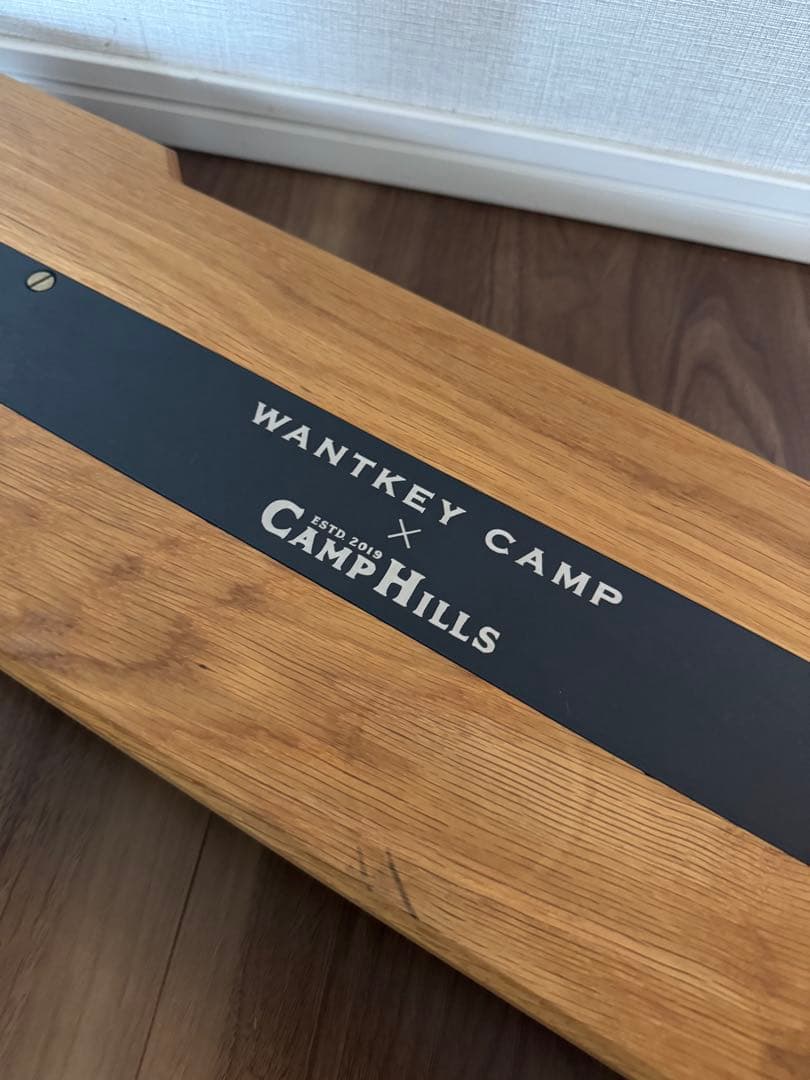 WANTKEY CAMP
×
ESTD. 2019
CAMPHILLS